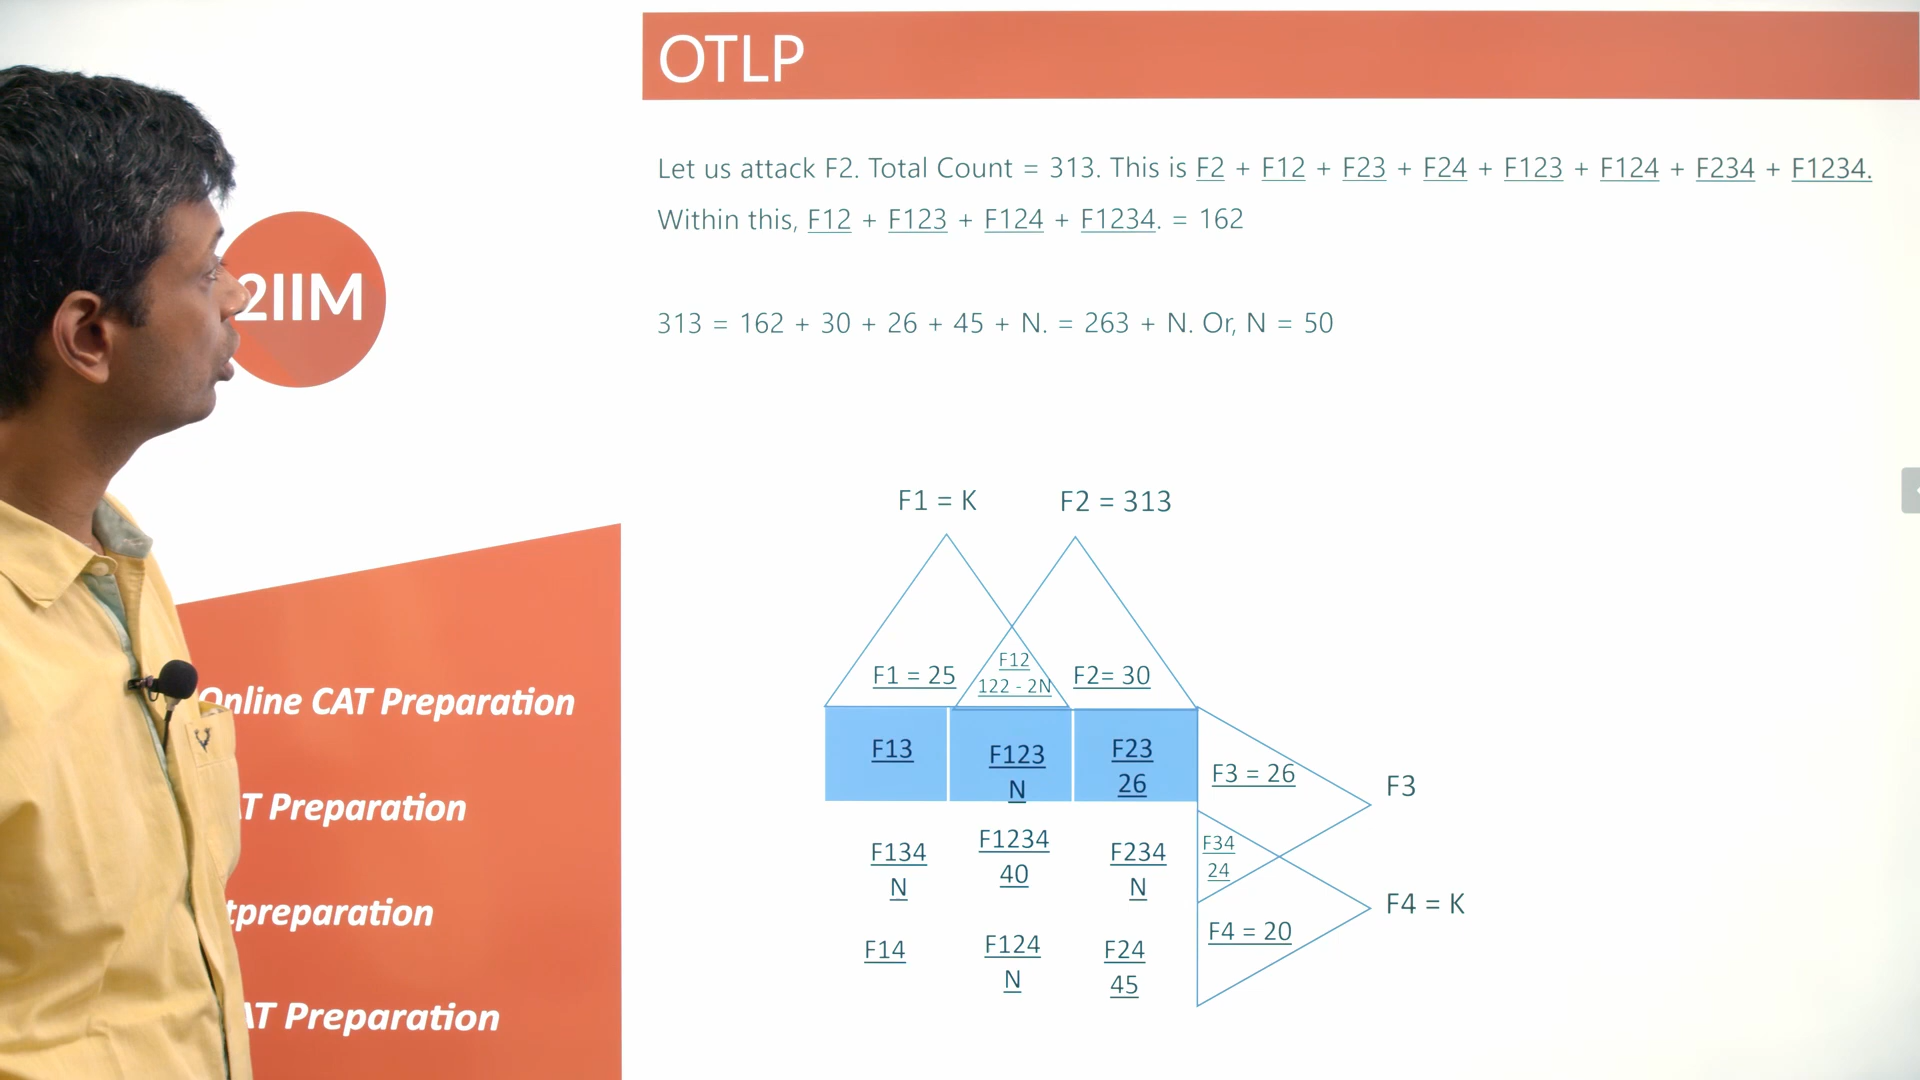 OTLP
Let us attack F2. Total Count = 313. This is F2 + F12 + F23 + F24 + F123 + F124 + F234 + F1234.
Within this, F12 + F123 + F124 + F1234. = 162
313 = 162 + 30 + 26 + 45 + N. = 263 + N. Or, N = 50
2IIM
Online CAT Preparation
AT Preparation
tpreparation
AT Preparation
F1 = K
F2 = 313
F1 = 25
F12
122 - 2N
F2= 30
F13
F123
N
F23
26
F3 = 26
F3
F134
N
F1234
40
F234
N
F34
24
F4 = K
F14
F124
N
F24
45
F4 = 20